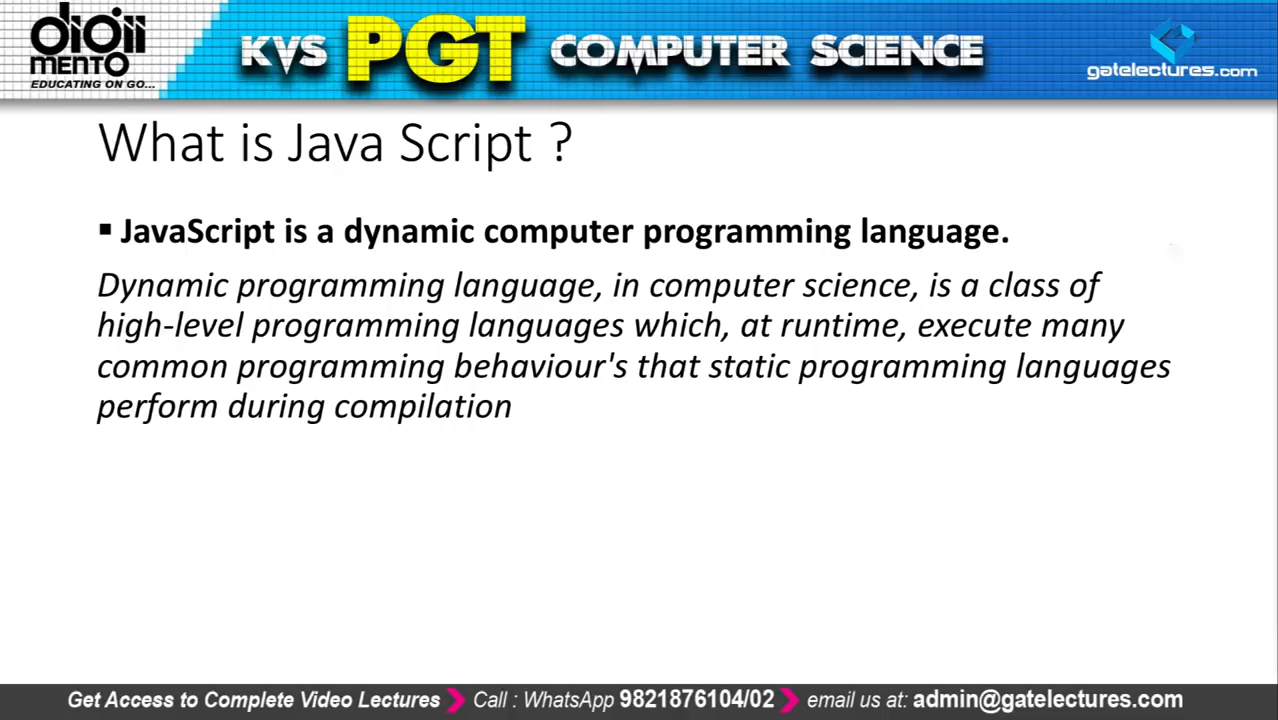 digii
MENTO
EDUCATING ON GO...
KVS PGT COMPUTER SCIENCE
gatelectures.com
What is Java Script ?
▪ JavaScript is a dynamic computer programming language.
Dynamic programming language, in computer science, is a class of
high-level programming languages which, at runtime, execute many
common programming behaviour's that static programming languages
perform during compilation
Get Access to Complete Video Lectures Call : WhatsApp 9821876104/02 email us at: admin@gatelectures.com